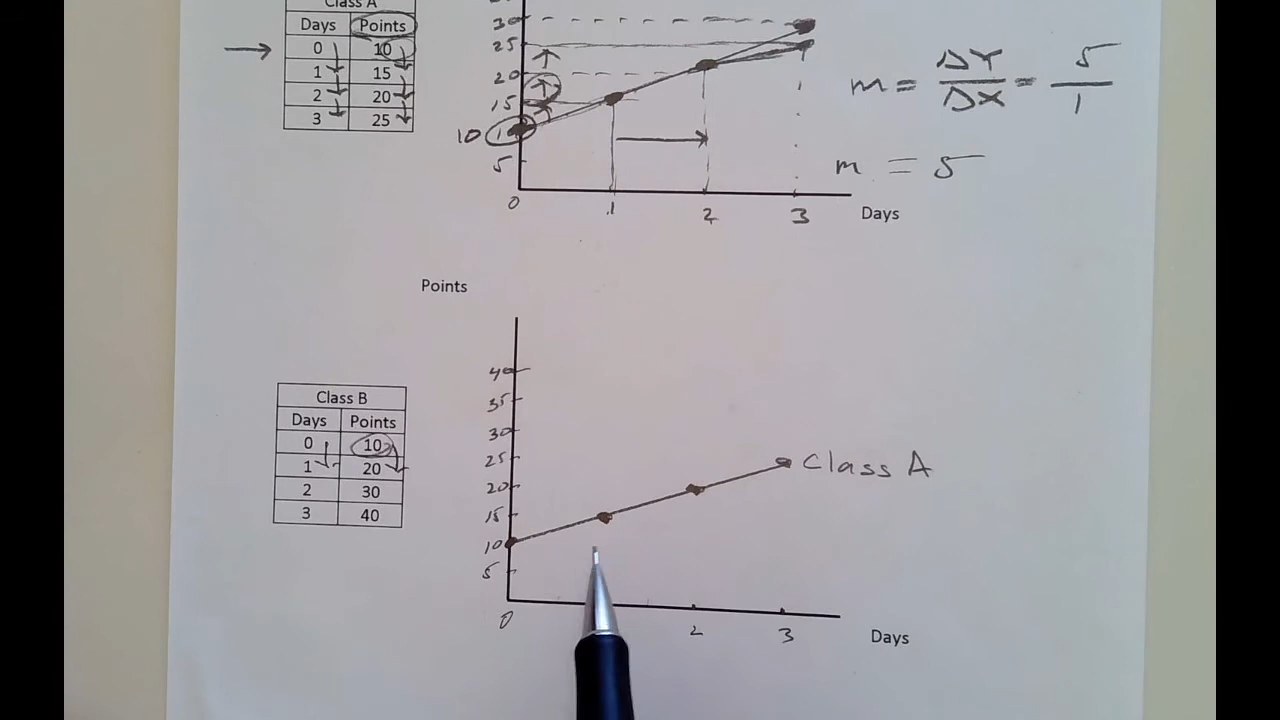 Class A
Days Points
0 10
1 15
2 20
3 25
30
25
20
15
10
5
0 1 2 3 Days
m = ΔY/ΔX = 5/1
m = 5
Points
Class B
Days Points
0 10
1 20
2 30
3 40
40
35
30
25 Class A
20
15
10
5
0 2 3 Days